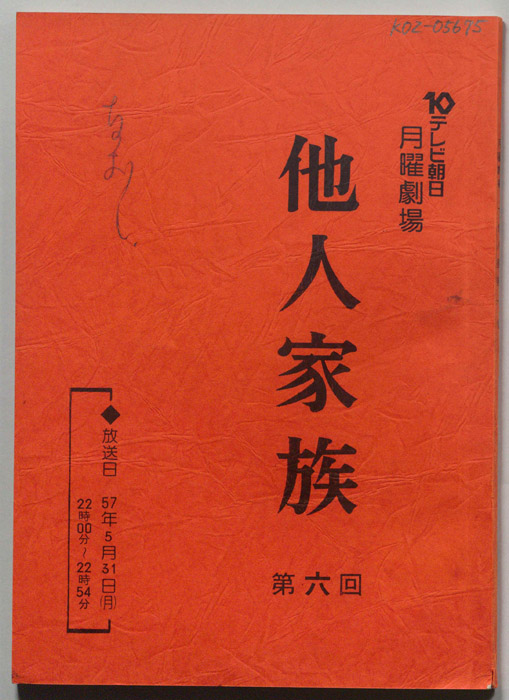 K02-05675
10テレビ朝日
月曜劇場
他人家族
第六回
◆放送日 57年5月31日(月)
22時00分～22時54分